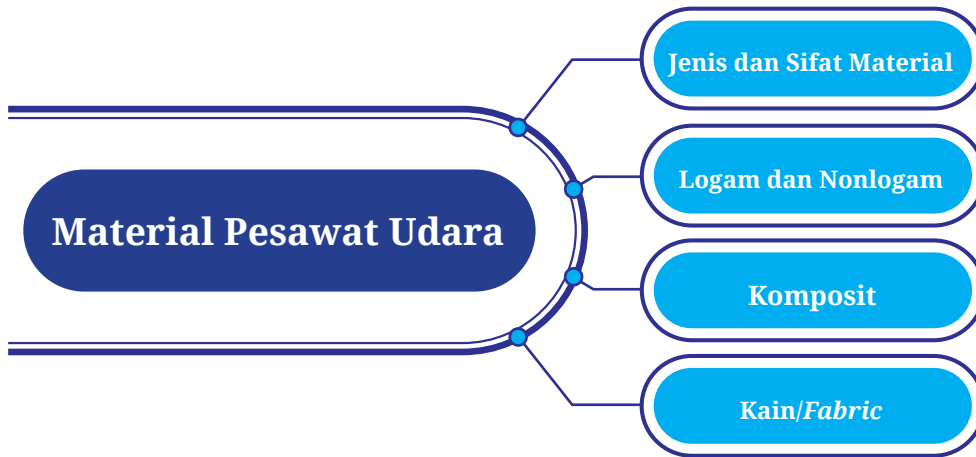 Material Pesawat Udara
Jenis dan Sifat Material
Logam dan Nonlogam
Komposit
Kain/Fabric